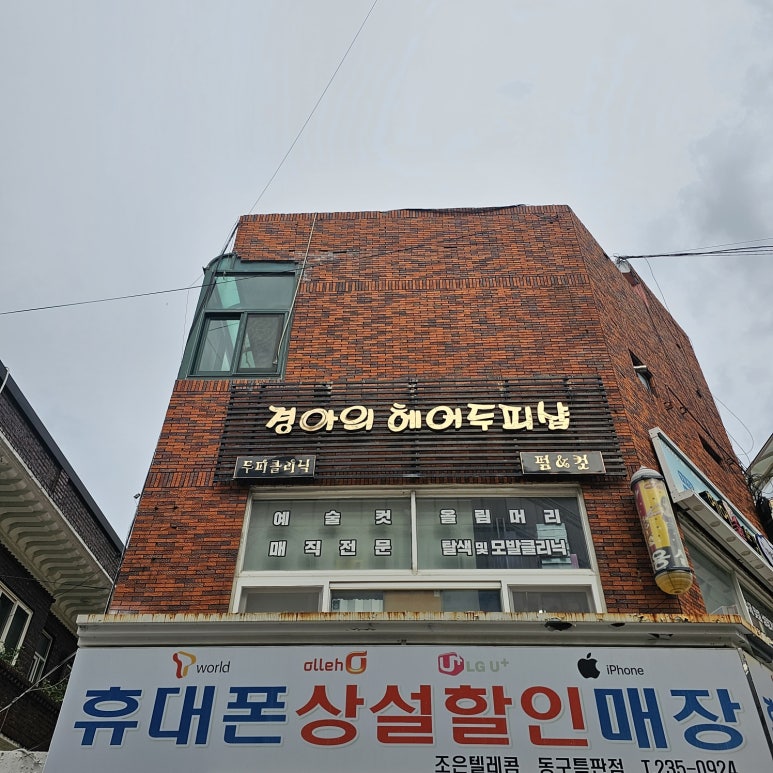 경아의 헤어두피샵
두피클리닉
펌&컷
예술컷 올림머리
매직전문 탈색 및 모발클리닉
T world olleh U+ LG U+ iPhone
휴대폰상설할인매장
조은텔레콤 동구특판점 T.235-0924